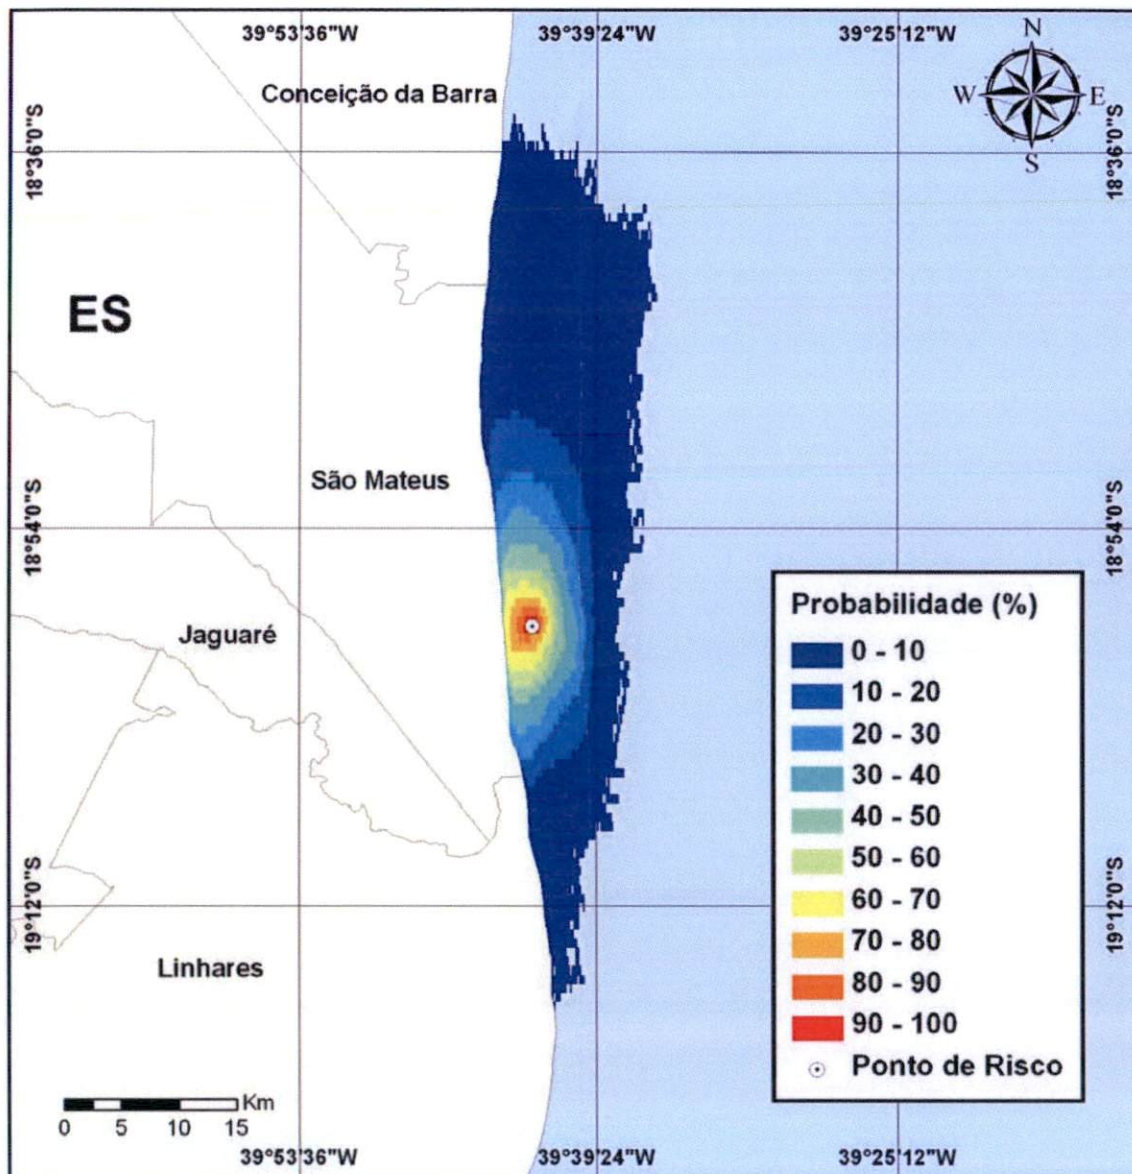 39°53'36"W 39°39'24"W 39°25'12"W
N
W E
S
Conceição da Barra
18°36'0"S 18°36'0"S
ES
São Mateus
18°54'0"S 18°54'0"S
Jaguaré
Probabilidade (%)
0 - 10
10 - 20
20 - 30
30 - 40
40 - 50
50 - 60
60 - 70
70 - 80
80 - 90
90 - 100
Ponto de Risco
19°12'0"S 19°12'0"S
Linhares
Km
0 5 10 15
39°53'36"W 39°39'24"W 39°25'12"W